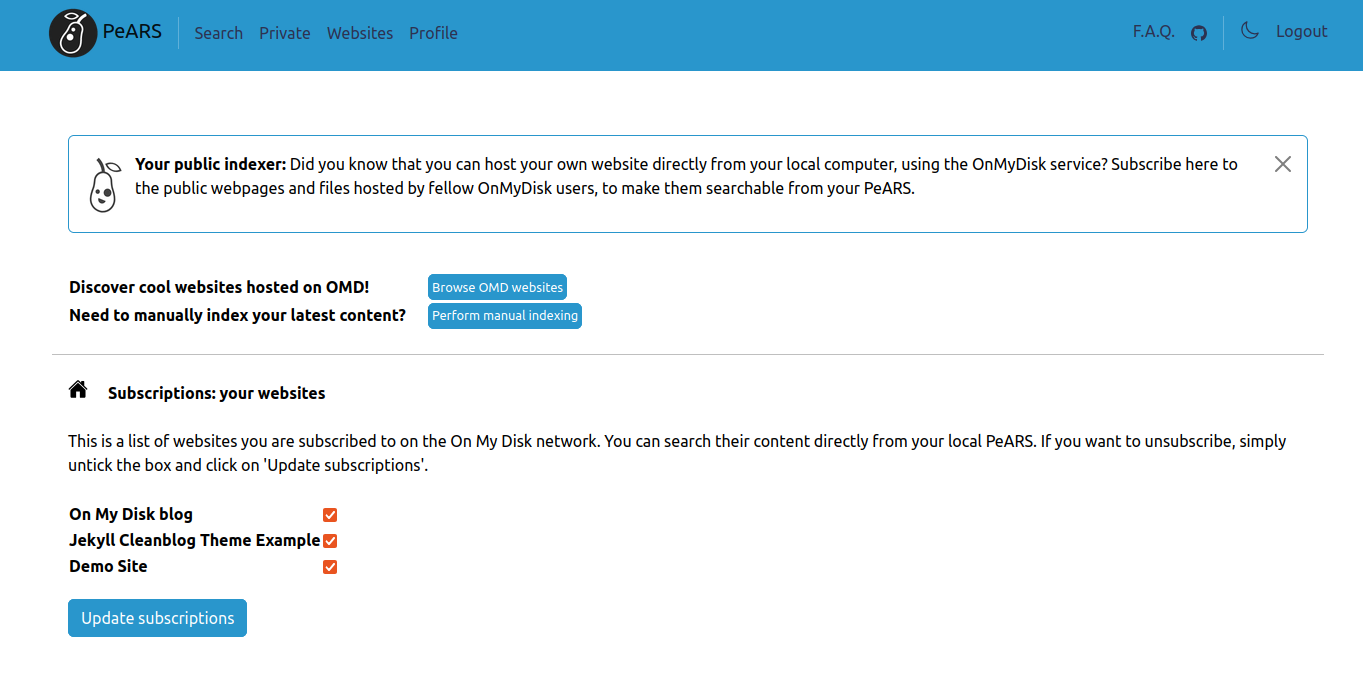 PeARS
Search Private Websites Profile
F.A.Q. Logout
Your public indexer: Did you know that you can host your own website directly from your local computer, using the OnMyDisk service? Subscribe here to
the public webpages and files hosted by fellow OnMyDisk users, to make them searchable from your PeARS.
Discover cool websites hosted on OMD! Browse OMD websites
Need to manually index your latest content? Perform manual indexing
Subscriptions: your websites
This is a list of websites you are subscribed to on the On My Disk network. You can search their content directly from your local PeARS. If you want to unsubscribe, simply
untick the box and click on 'Update subscriptions'.
On My Disk blog
Jekyll Cleanblog Theme Example
Demo Site
Update subscriptions